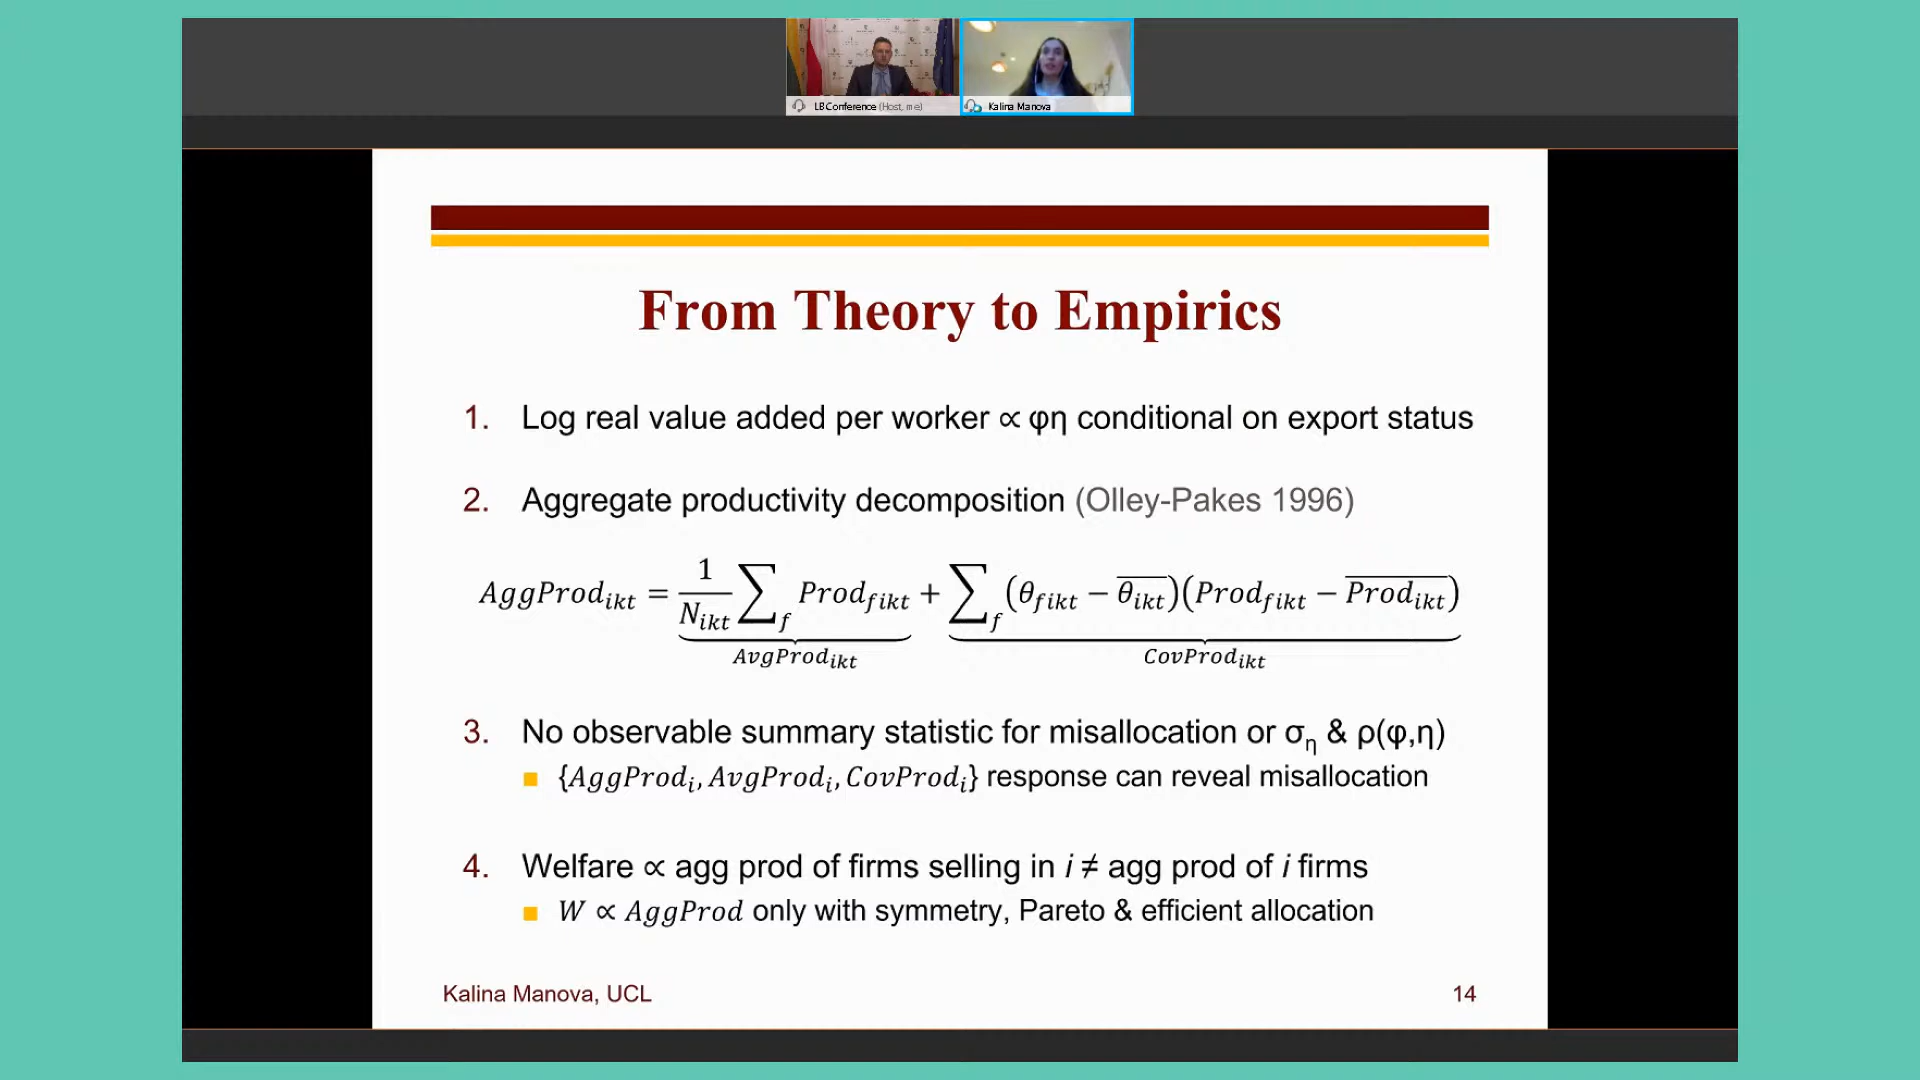 LB Conference (Host, me)
Kalina Manova
From Theory to Empirics
1. Log real value added per worker ∝ φη conditional on export status
2. Aggregate productivity decomposition (Olley-Pakes 1996)
AggProd_ikt = 1/N_ikt ∑_f Prod_fikt + ∑_f (θ_fikt − θ̅_ikt)(Prod_fikt − P̅r̅o̅d̅_ikt)
AvgProd_ikt CovProd_ikt
3. No observable summary statistic for misallocation or σ_η & ρ(φ,η)
■ {AggProd_i, AvgProd_i, CovProd_i} response can reveal misallocation
4. Welfare ∝ agg prod of firms selling in i ≠ agg prod of i firms
■ W ∝ AggProd only with symmetry, Pareto & efficient allocation
Kalina Manova, UCL 14